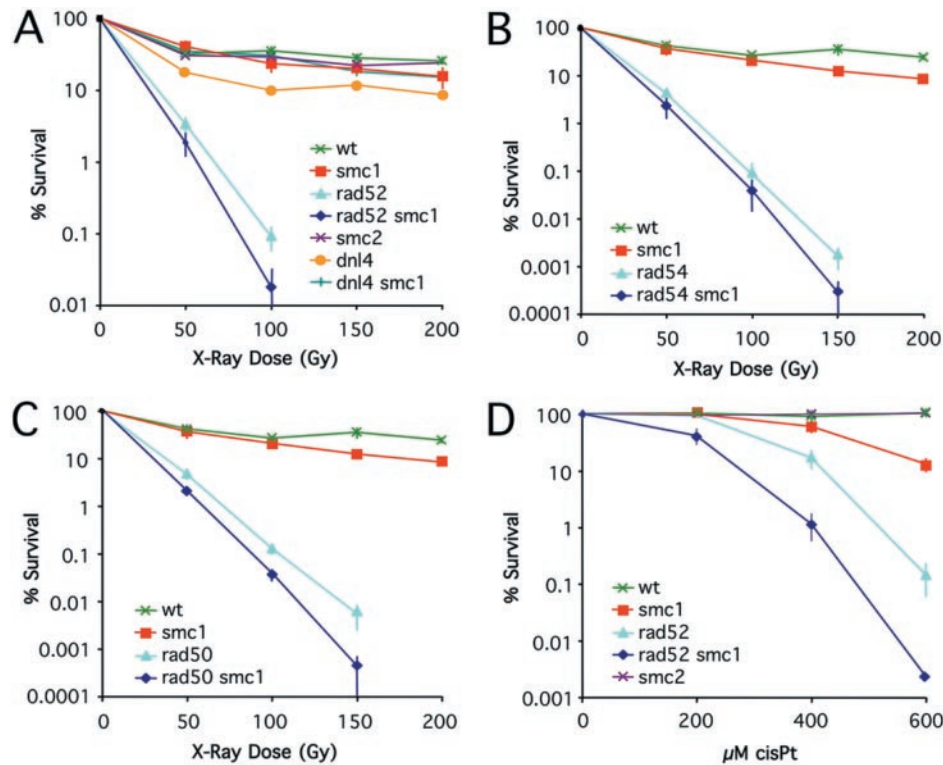 A
% Survival
100
10
1
0.1
0.01
wt
smc1
rad52
rad52 smc1
smc2
dnl4
dnl4 smc1
0 50 100 150 200
X-Ray Dose (Gy)
B
% Survival
100
10
1
0.1
0.01
0.001
0.0001
wt
smc1
rad54
rad54 smc1
0 50 100 150 200
X-Ray Dose (Gy)
C
% Survival
100
10
1
0.1
0.01
0.001
0.0001
wt
smc1
rad50
rad50 smc1
0 50 100 150 200
X-Ray Dose (Gy)
D
% Survival
100
10
1
0.1
0.01
0.001
wt
smc1
rad52
rad52 smc1
smc2
0 200 400 600
µM cisPt